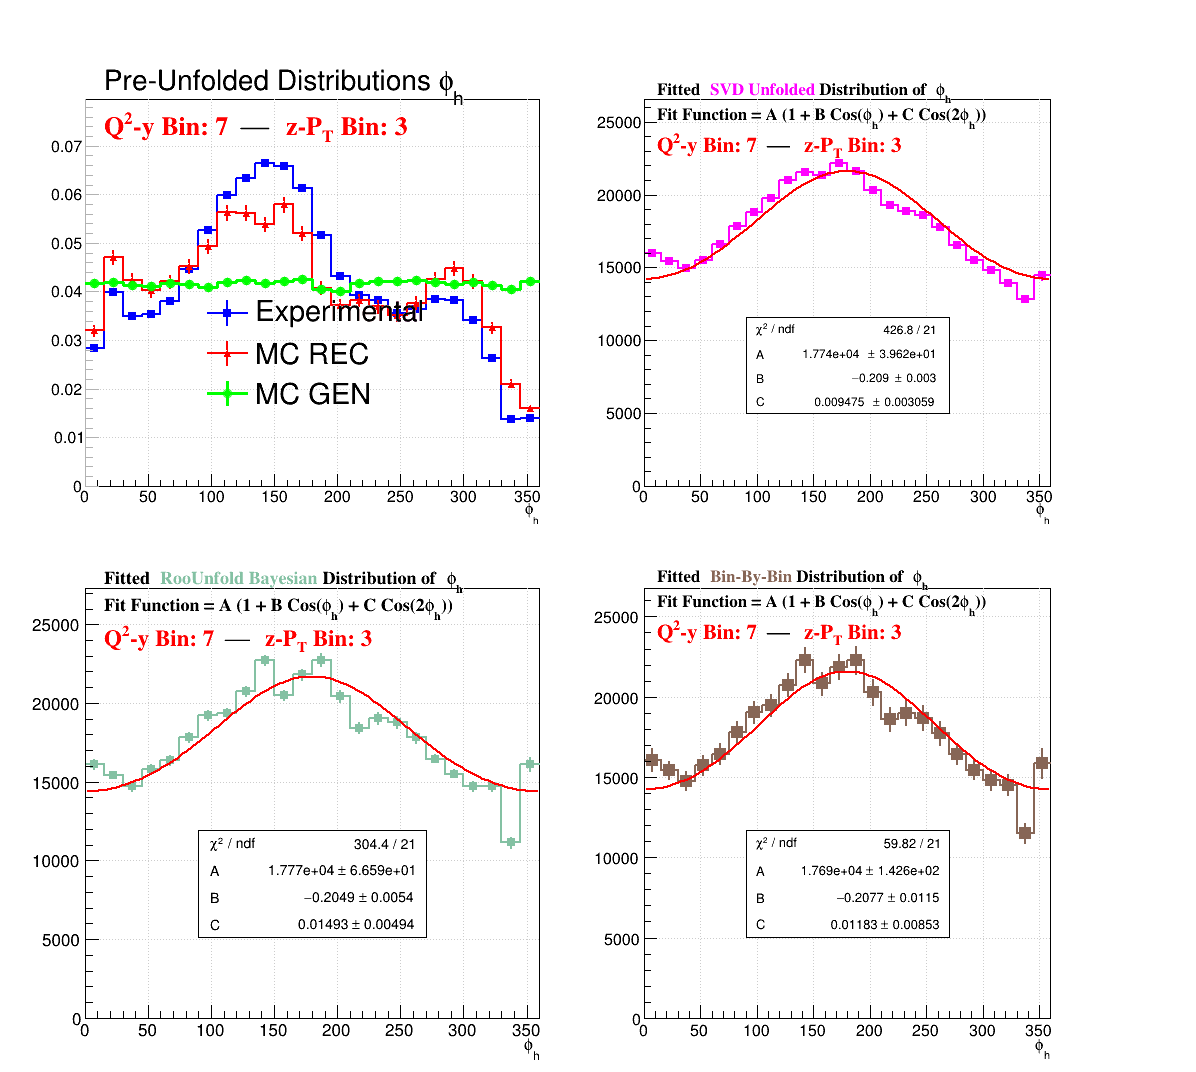 Pre-Unfolded Distributions ϕh
Q2-y Bin: 7 — z-PT Bin: 3
0.07
0.06
0.05
0.04
0.03
0.02
0.01
0
Experimental
MC REC
MC GEN
0 50 100 150 200 250 300 350
ϕh
Fitted SVD Unfolded Distribution of ϕh
Fit Function = A (1 + B Cos(ϕh) + C Cos(2ϕh))
Q2-y Bin: 7 — z-PT Bin: 3
25000
20000
15000
10000
5000
0
χ2 / ndf 426.8 / 21
A 1.774e+04 ± 3.962e+01
B −0.209 ± 0.003
C 0.009475 ± 0.003059
0 50 100 150 200 250 300 350
ϕh
Fitted RooUnfold Bayesian Distribution of ϕh
Fit Function = A (1 + B Cos(ϕh) + C Cos(2ϕh))
Q2-y Bin: 7 — z-PT Bin: 3
25000
20000
15000
10000
5000
0
χ2 / ndf 304.4 / 21
A 1.777e+04 ± 6.659e+01
B −0.2049 ± 0.0054
C 0.01493 ± 0.00494
0 50 100 150 200 250 300 350
ϕh
Fitted Bin-By-Bin Distribution of ϕh
Fit Function = A (1 + B Cos(ϕh) + C Cos(2ϕh))
Q2-y Bin: 7 — z-PT Bin: 3
25000
20000
15000
10000
5000
0
χ2 / ndf 59.82 / 21
A 1.769e+04 ± 1.426e+02
B −0.2077 ± 0.0115
C 0.01183 ± 0.00853
0 50 100 150 200 250 300 350
ϕh